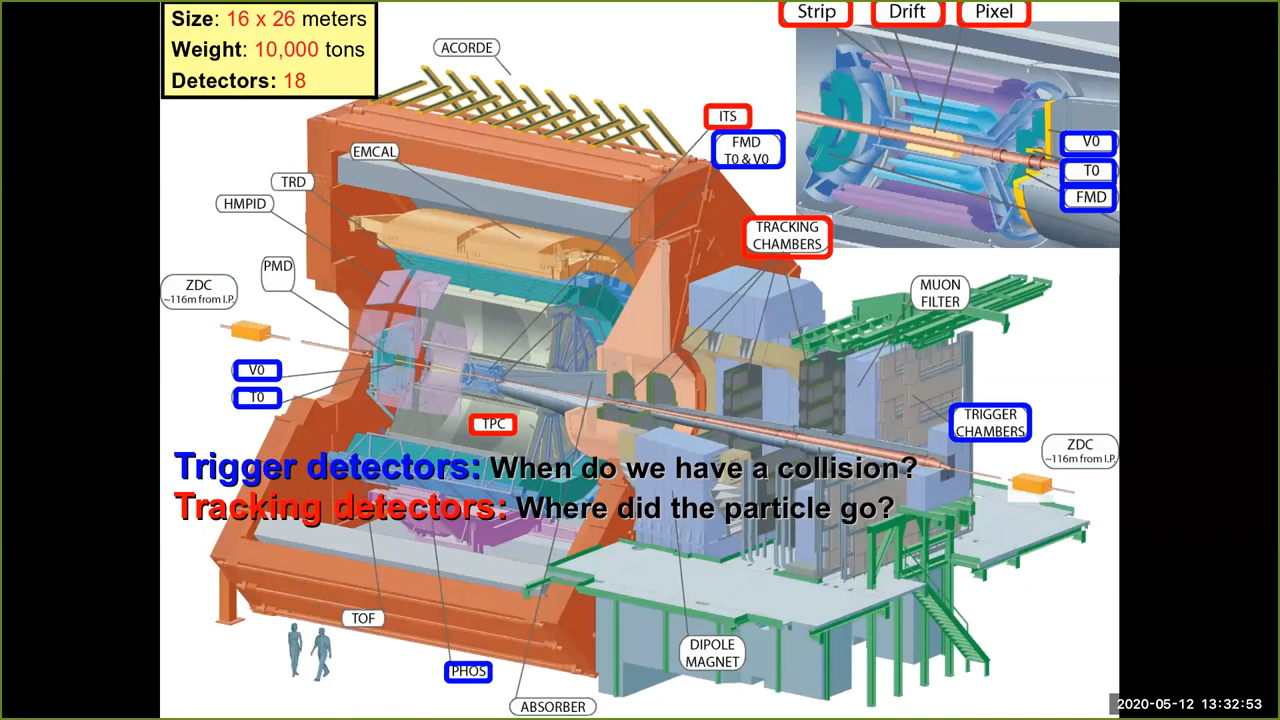 Size: 16 x 26 meters
Weight: 10,000 tons
Detectors: 18
Strip
Drift
Pixel
ACORDE
ITS
FMD
T0 & V0
EMCAL
TRD
HMPID
V0
T0
FMD
TRACKING
CHAMBERS
PMD
ZDC
~116m from I.P.
MUON
FILTER
V0
T0
TPC
TRIGGER
CHAMBERS
ZDC
~116m from I.P.
Trigger detectors: When do we have a collision?
Tracking detectors: Where did the particle go?
TOF
PHOS
DIPOLE
MAGNET
ABSORBER
2020-05-12 13:32:53